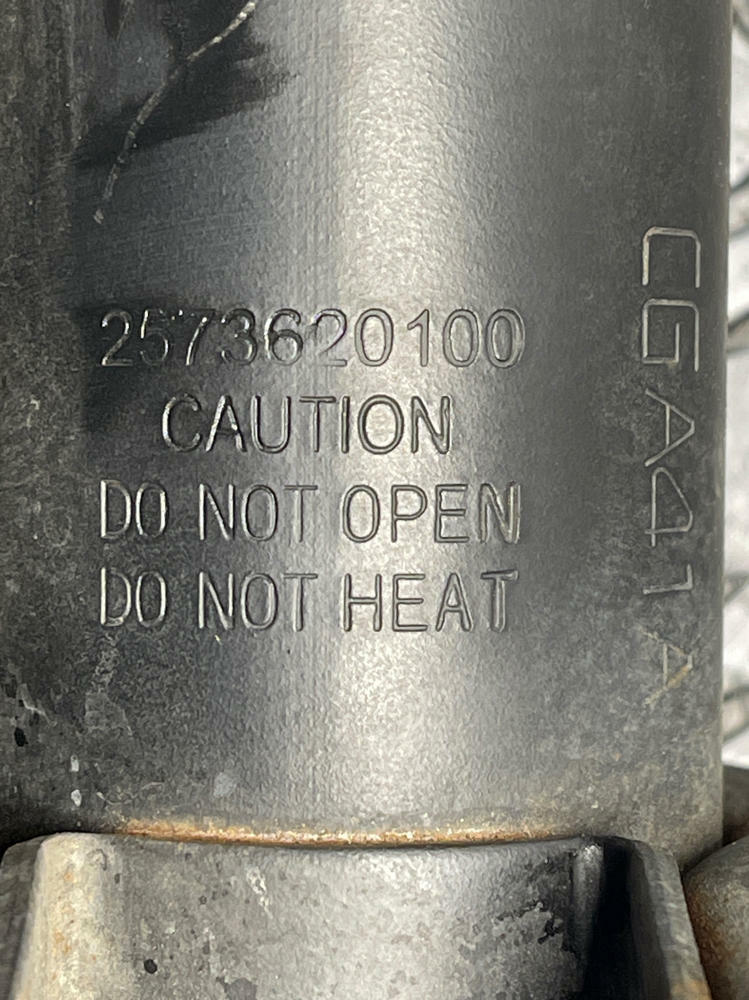 2573620100
CAUTION
DO NOT OPEN
DO NOT HEAT
CGA41A